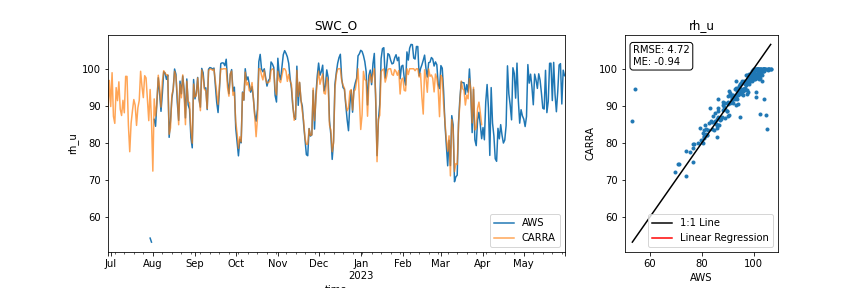 SWC_O
rh_u
100
90
80
70
60
rh_u
AWS
CARRA
Jul
Aug
Sep
Oct
Nov
Dec
Jan
2023
Feb
Mar
Apr
May
time
rh_u
RMSE: 4.72
ME: -0.94
100
90
80
70
60
CARRA
1:1 Line
Linear Regression
60
80
100
AWS